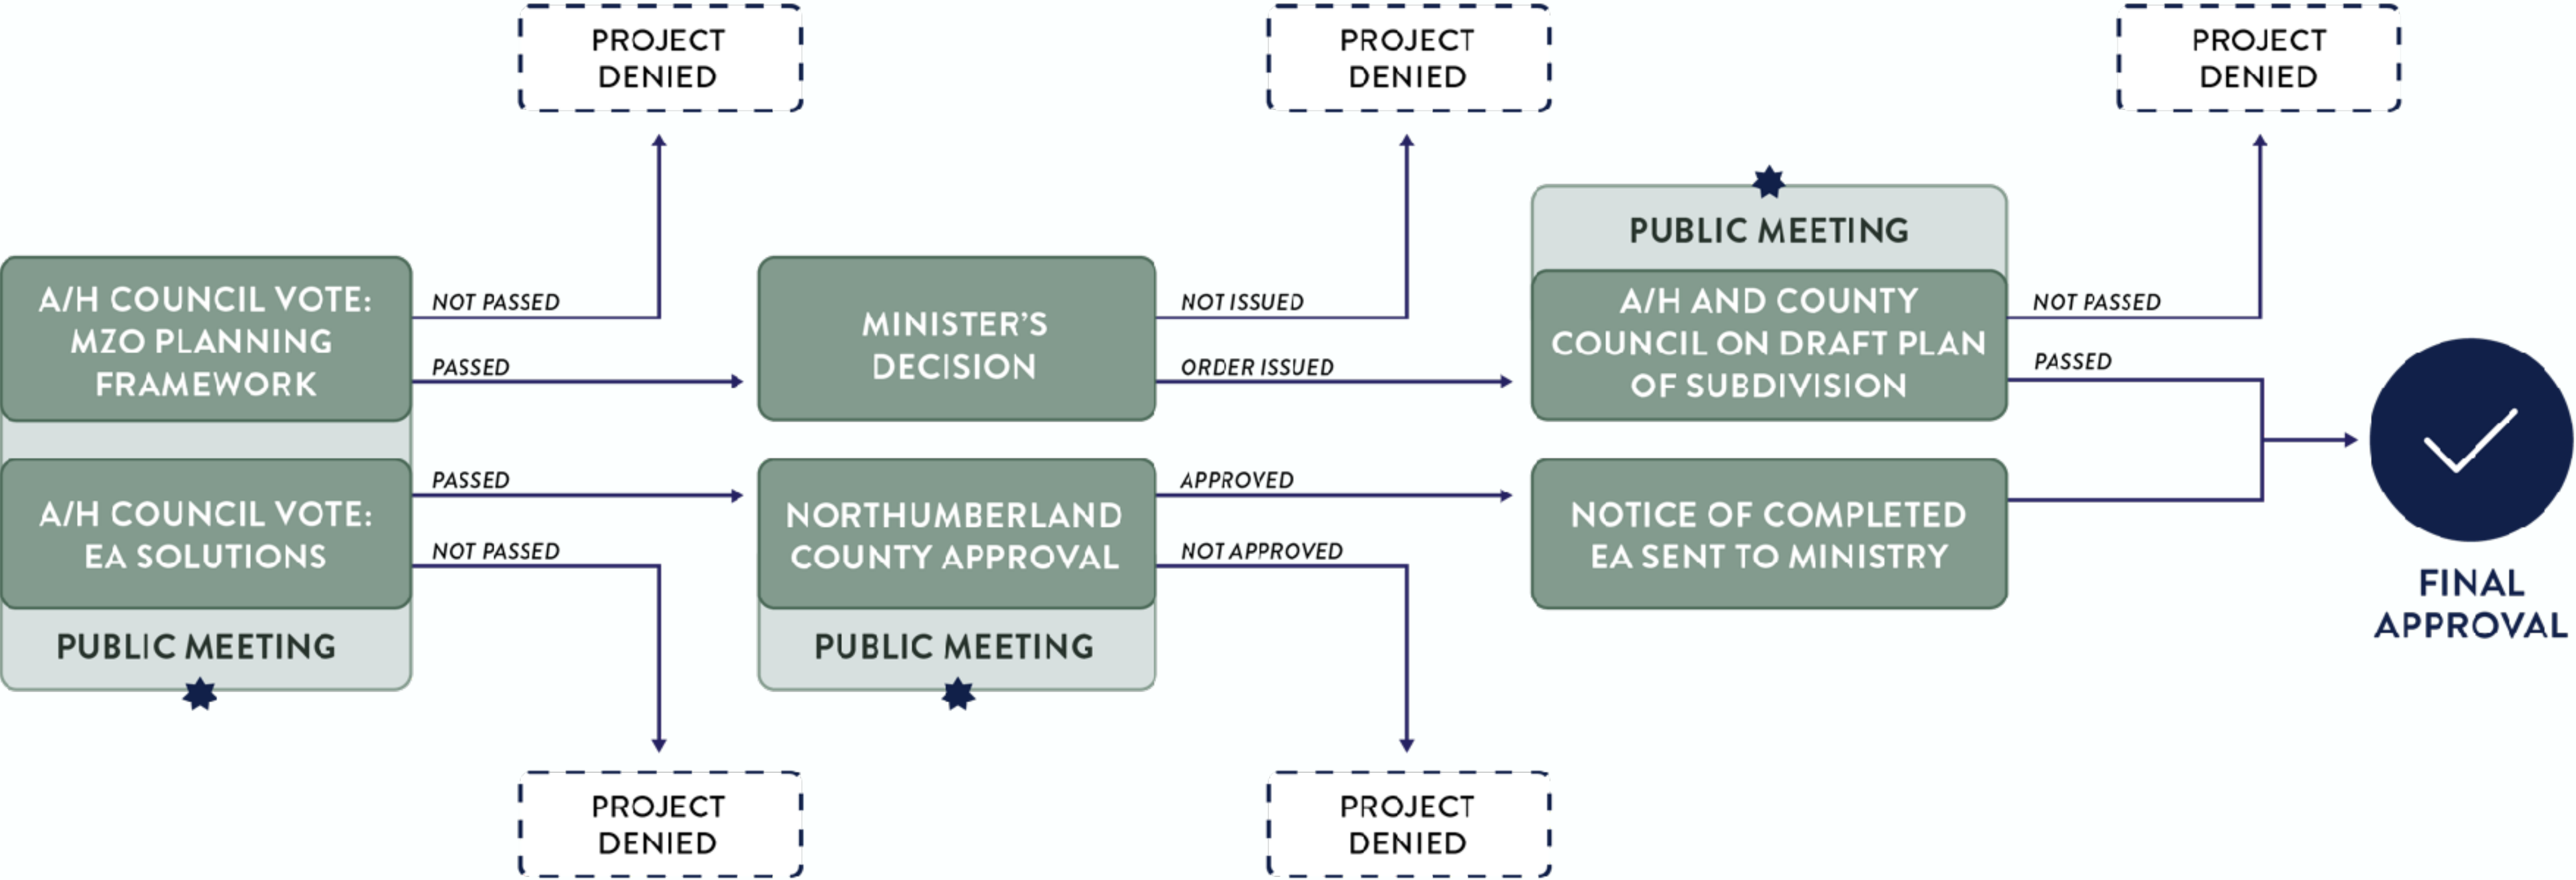 PROJECT
DENIED
PROJECT
DENIED
PROJECT
DENIED
PUBLIC MEETING
A/H COUNCIL VOTE:
MZO PLANNING
FRAMEWORK
NOT PASSED
PASSED
MINISTER'S
DECISION
NOT ISSUED
ORDER ISSUED
A/H AND COUNTY
COUNCIL ON DRAFT PLAN
OF SUBDIVISION
NOT PASSED
PASSED
A/H COUNCIL VOTE:
EA SOLUTIONS
PASSED
NOT PASSED
PUBLIC MEETING
NORTHUMBERLAND
COUNTY APPROVAL
APPROVED
NOT APPROVED
PUBLIC MEETING
NOTICE OF COMPLETED
EA SENT TO MINISTRY
FINAL
APPROVAL
PROJECT
DENIED
PROJECT
DENIED